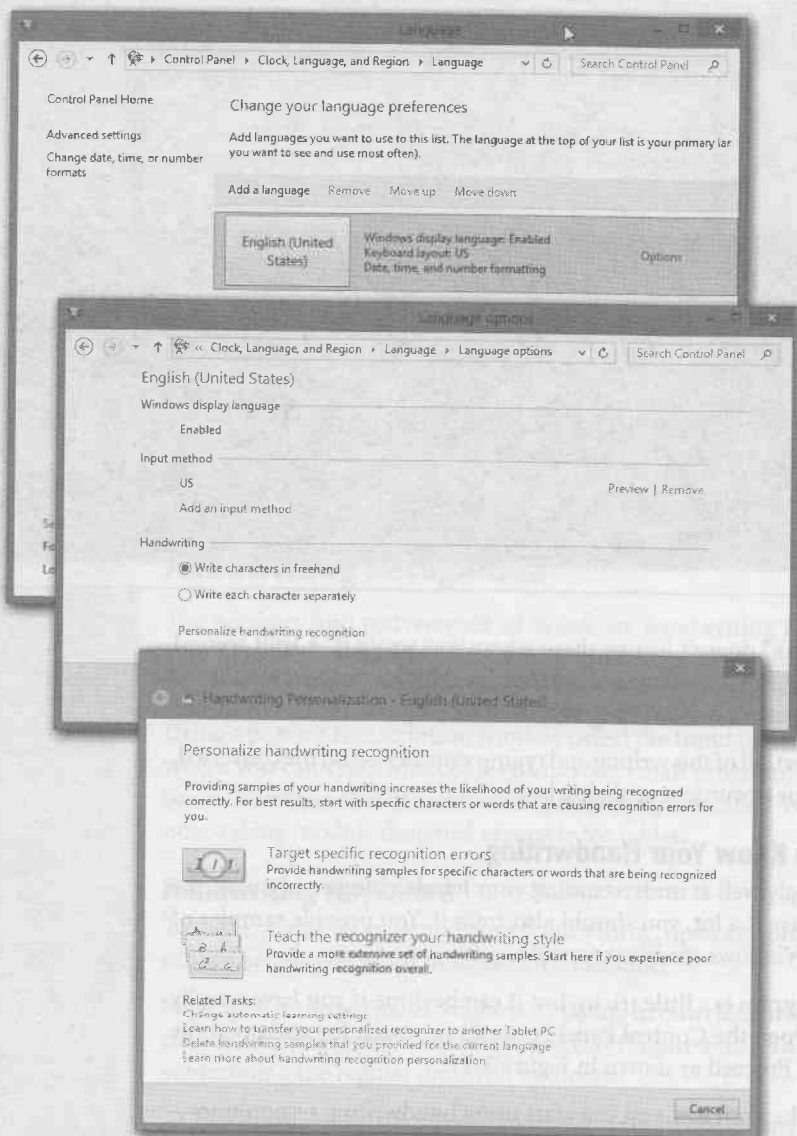 Language
Control Panel ▸ Clock, Language, and Region ▸ Language
Search Control Panel
Control Panel Home
Advanced settings
Change date, time, or number
formats
Change your language preferences
Add languages you want to use to this list. The language at the top of your list is your primary lar
you want to see and use most often).
Add a language Remove Move up Move down
English (United
States)
Windows display language: Enabled
Keyboard layout: US
Date, time, and number formatting
Options
Se
Fo
Lo
Language options
« Clock, Language, and Region ▸ Language ▸ Language options
Search Control Panel
English (United States)
Windows display language
Enabled
Input method
US
Preview | Remove
Add an input method
Handwriting
Write characters in freehand
Write each character separately
Personalize handwriting recognition
Handwriting Personalization - English (United States)
Personalize handwriting recognition
Providing samples of your handwriting increases the likelihood of your writing being recognized
correctly. For best results, start with specific characters or words that are causing recognition errors for
you.
Target specific recognition errors
Provide handwriting samples for specific characters or words that are being recognized
incorrectly.
Teach the recognizer your handwriting style
Provide a more extensive set of handwriting samples. Start here if you experience poor
handwriting recognition overall.
Related Tasks:
Change automatic learning settings
Learn how to transfer your personalized recognizer to another Tablet PC
Delete handwriting samples that you provided for the current language
Learn more about handwriting recognition personalization
Cancel